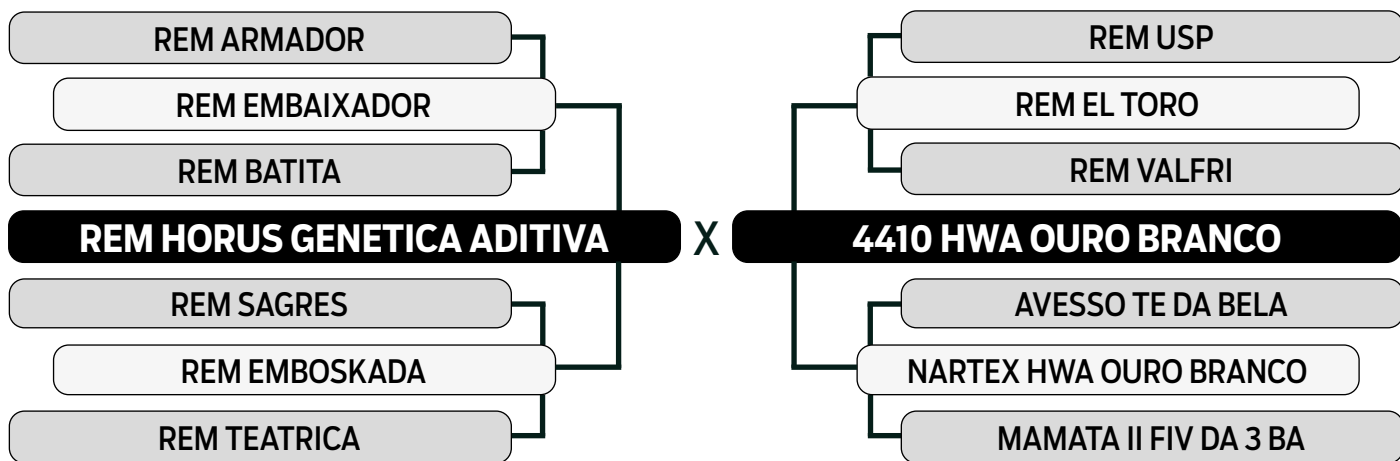 REM ARMADOR
REM EMBAIXADOR
REM BATITA
REM HORUS GENETICA ADITIVA
REM SAGRES
REM EMBOSKADA
REM TEATRICA
X
REM USP
REM EL TORO
REM VALFRI
4410 HWA OURO BRANCO
AVESSO TE DA BELA
NARTEX HWA OURO BRANCO
MAMATA II FIV DA 3 BA